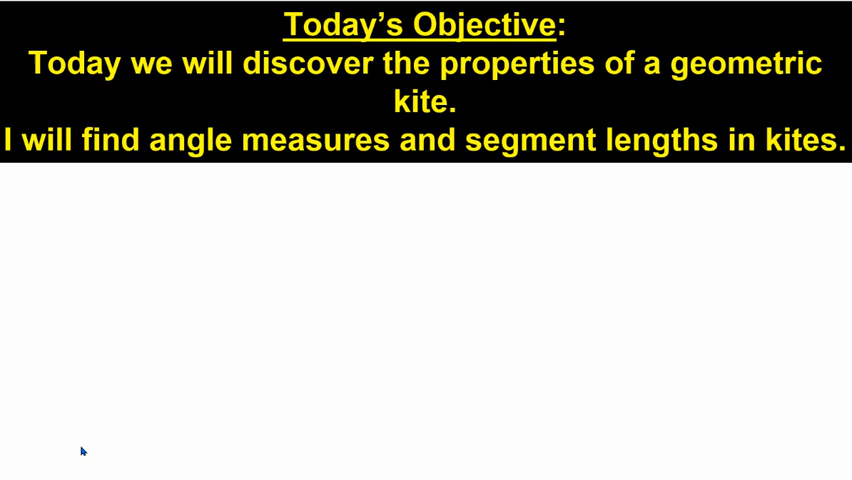 Today’s Objective:
Today we will discover the properties of a geometric
kite.
I will find angle measures and segment lengths in kites.